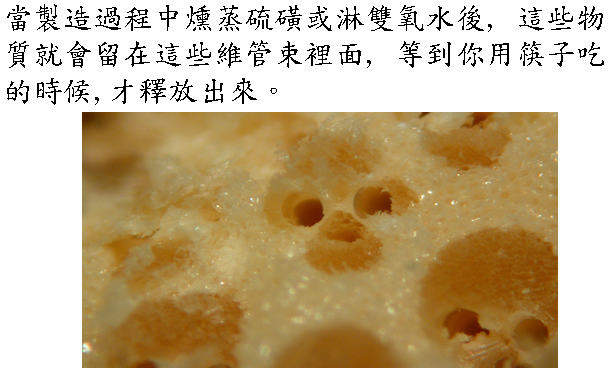 當製造過程中燻蒸硫磺或淋雙氧水後，這些物
質就會留在這些維管束裡面，等到你用筷子吃
的時候，才釋放出來。